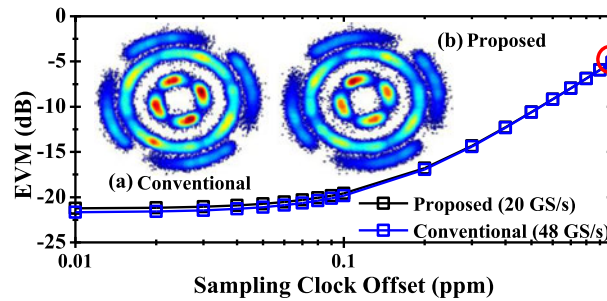 -5
-10
-15
-20
-25
EVM (dB)
(a) Conventional
(b) Proposed
Proposed (20 GS/s)
Conventional (48 GS/s)
0.01
0.1
Sampling Clock Offset (ppm)
0